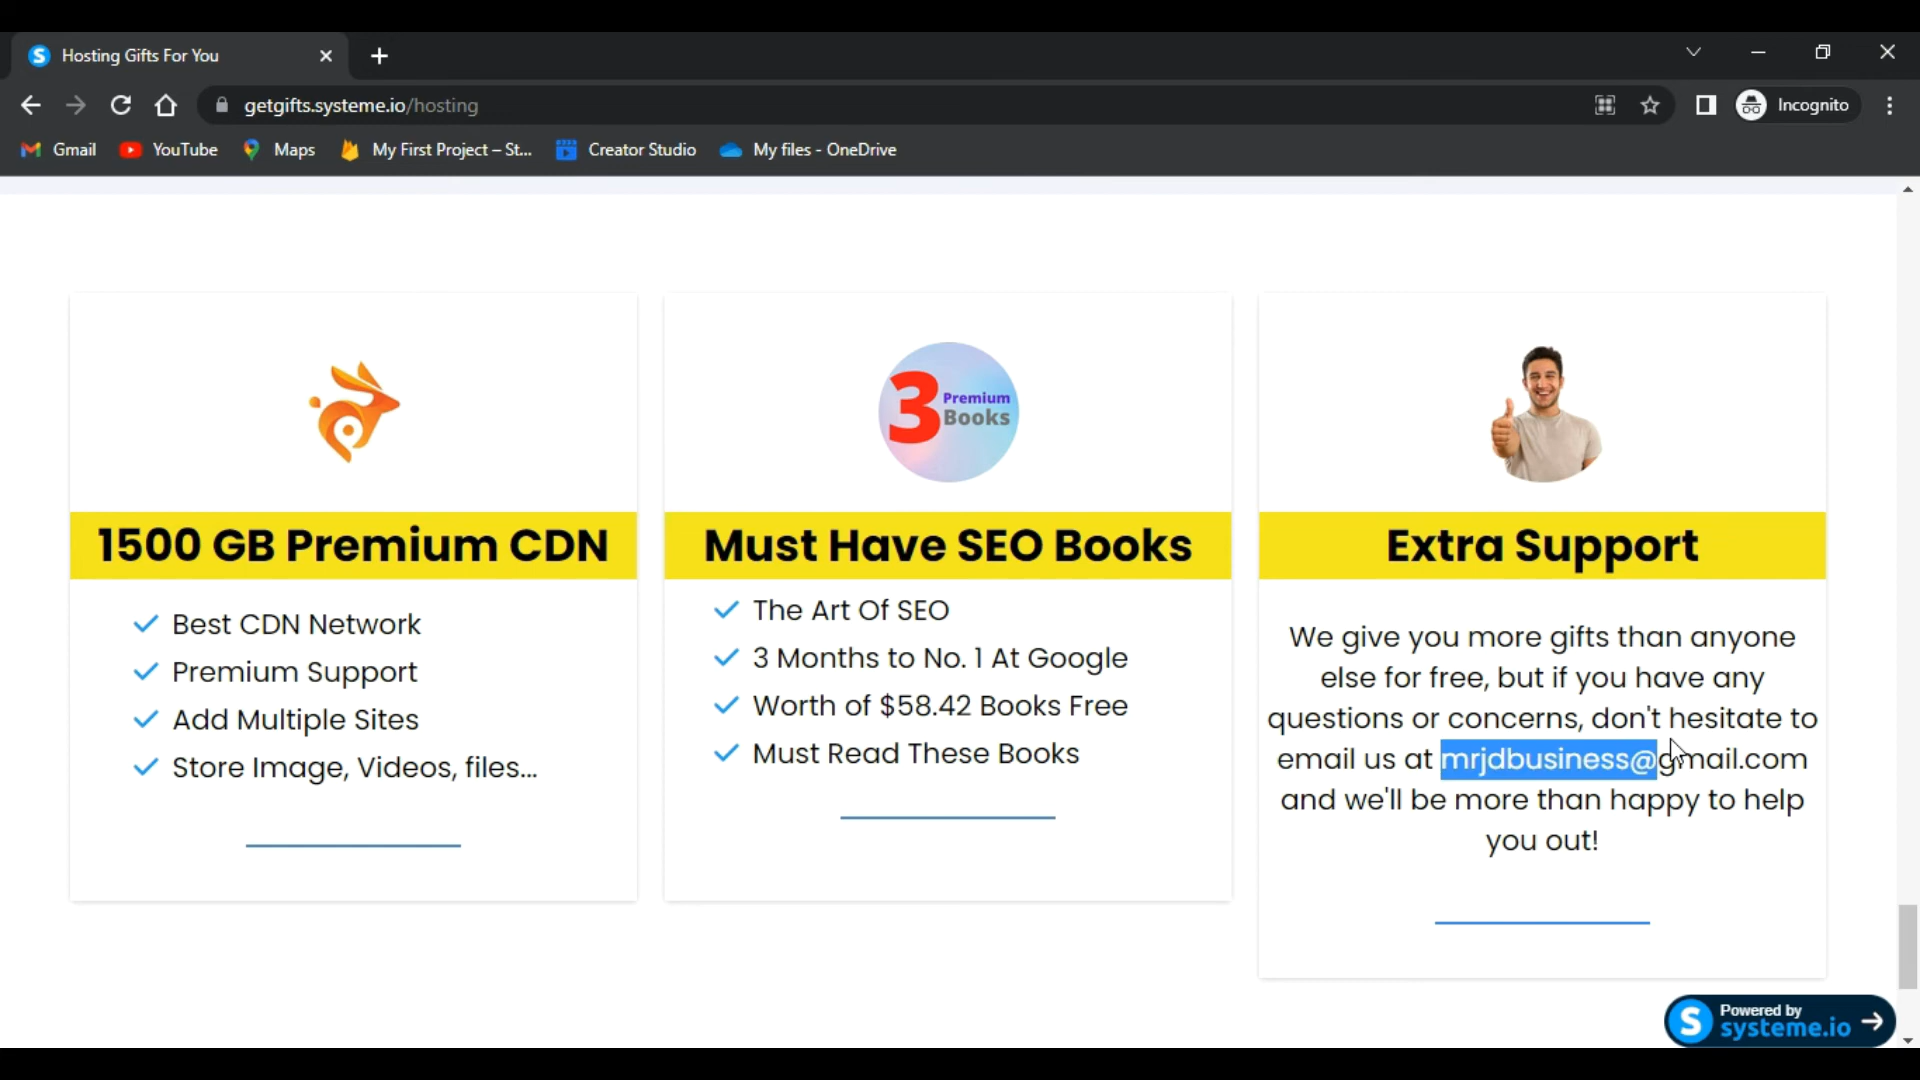 Hosting Gifts For You
getgifts.systeme.io/hosting
Incognito
Gmail
YouTube
Maps
My First Project – St...
Creator Studio
My files - OneDrive
3 Premium
Books
1500 GB Premium CDN
Best CDN Network
Premium Support
Add Multiple Sites
Store Image, Videos, files...
Must Have SEO Books
The Art Of SEO
3 Months to No. 1 At Google
Worth of $58.42 Books Free
Must Read These Books
Extra Support
We give you more gifts than anyone
else for free, but if you have any
questions or concerns, don't hesitate to
email us at mrjdbusiness@gmail.com
and we'll be more than happy to help
you out!
Powered by
systeme.io